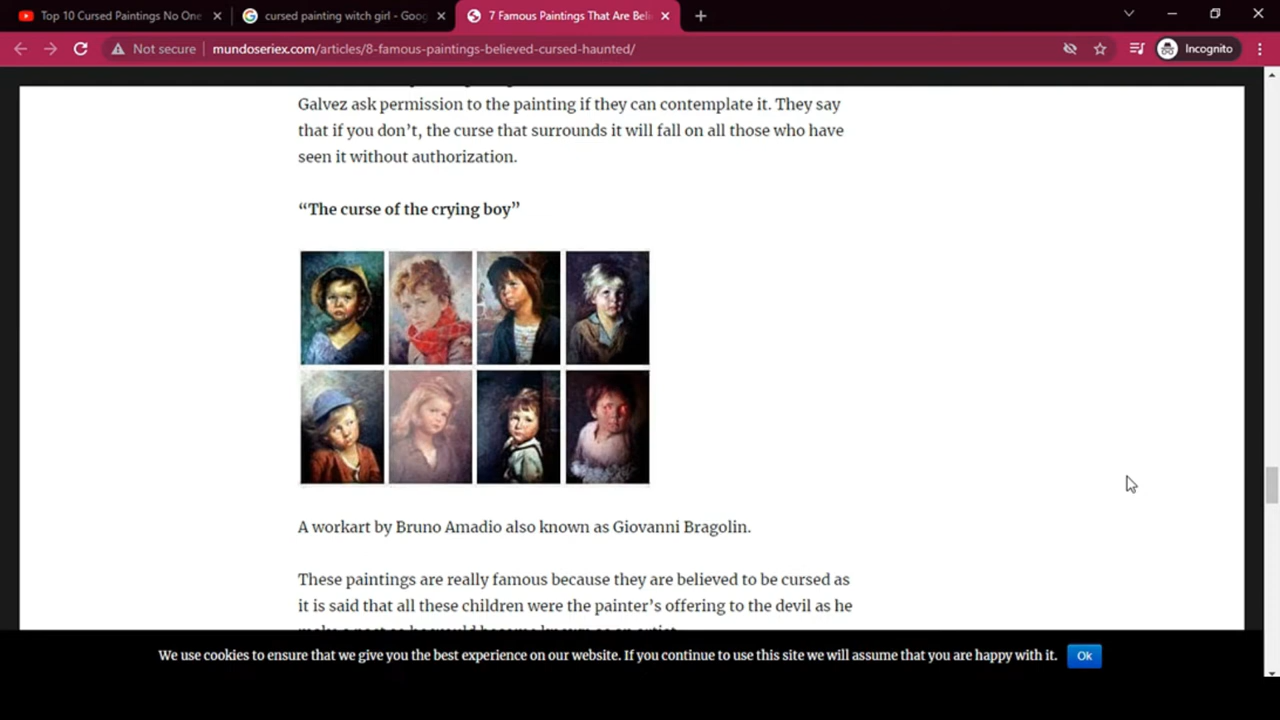 Top 10 Cursed Paintings No One
cursed painting witch girl - Goog
7 Famous Paintings That Are Beli
Not secure
mundoseriex.com/articles/8-famous-paintings-believed-cursed-haunted/
Incognito
Galvez ask permission to the painting if they can contemplate it. They say
that if you don’t, the curse that surrounds it will fall on all those who have
seen it without authorization.
“The curse of the crying boy”
A workart by Bruno Amadio also known as Giovanni Bragolin.
These paintings are really famous because they are believed to be cursed as
it is said that all these children were the painter’s offering to the devil as he
We use cookies to ensure that we give you the best experience on our website. If you continue to use this site we will assume that you are happy with it.
Ok